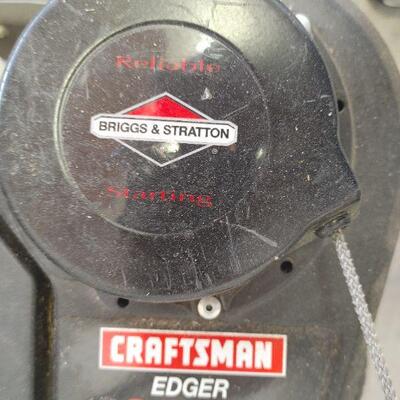 Reliable
BRIGGS & STRATTON
Starting
CRAFTSMAN
EDGER